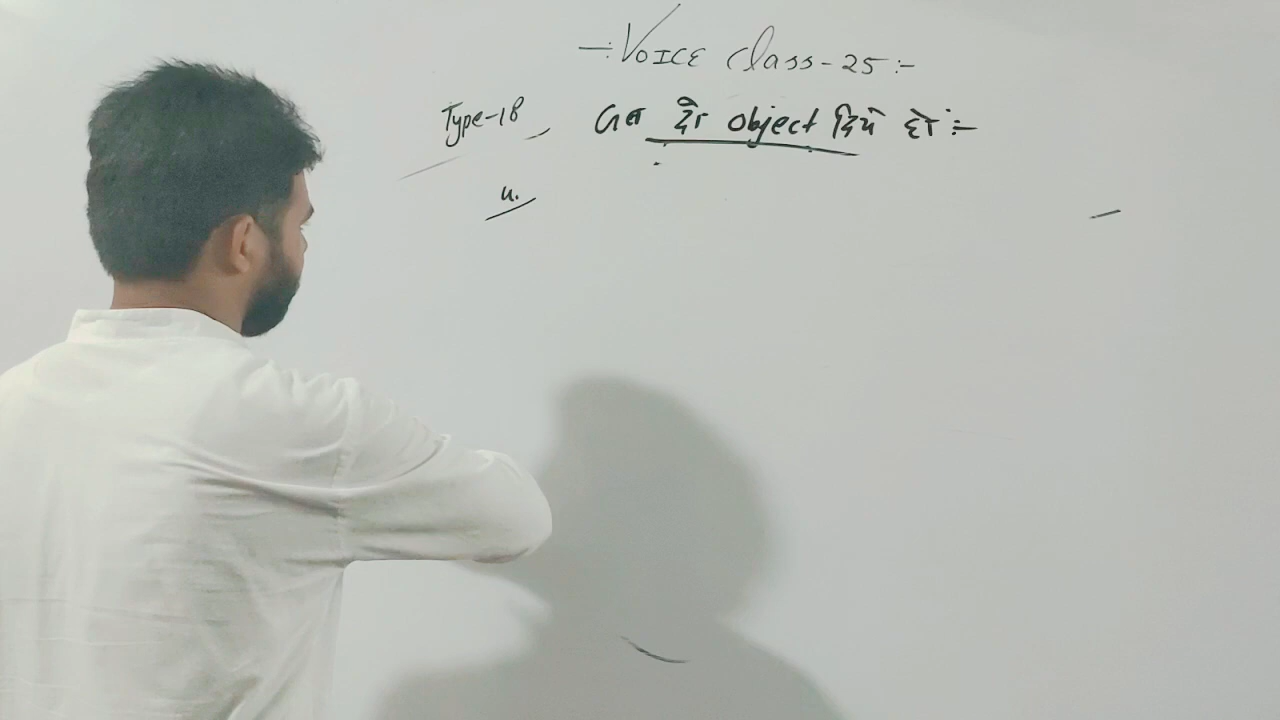 -: VOICE Class-25 :-
Type-18 जब दो object दिया हो :-
u.